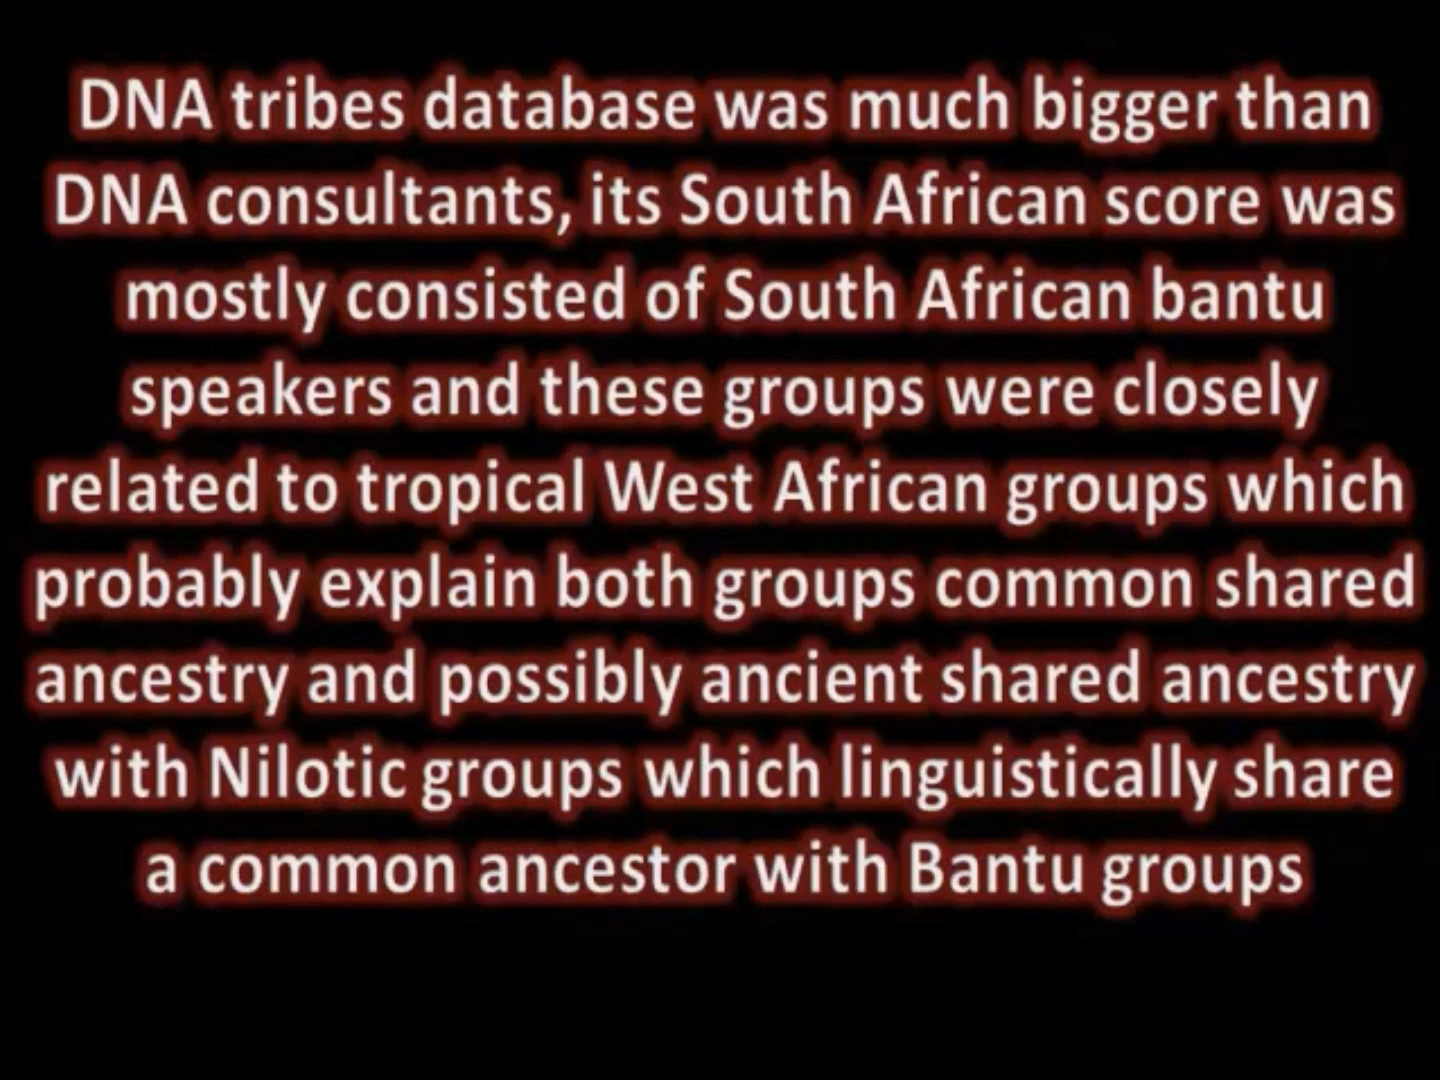 DNA tribes database was much bigger than
DNA consultants, its South African score was
mostly consisted of South African bantu
speakers and these groups were closely
related to tropical West African groups which
probably explain both groups common shared
ancestry and possibly ancient shared ancestry
with Nilotic groups which linguistically share
a common ancestor with Bantu groups